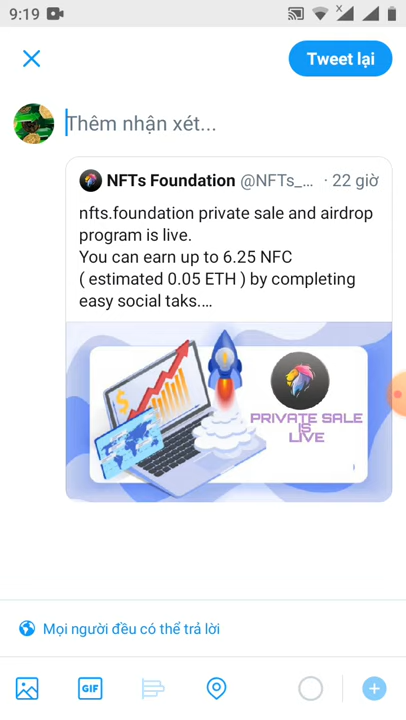 9:19
Tweet lại
Thêm nhận xét...
NFTs Foundation @NFTs_... · 22 giờ
nfts.foundation private sale and airdrop
program is live.
You can earn up to 6.25 NFC
( estimated 0.05 ETH ) by completing
easy social taks....
PRIVATE SALE
IS
LIVE
Mọi người đều có thể trả lời
GIF